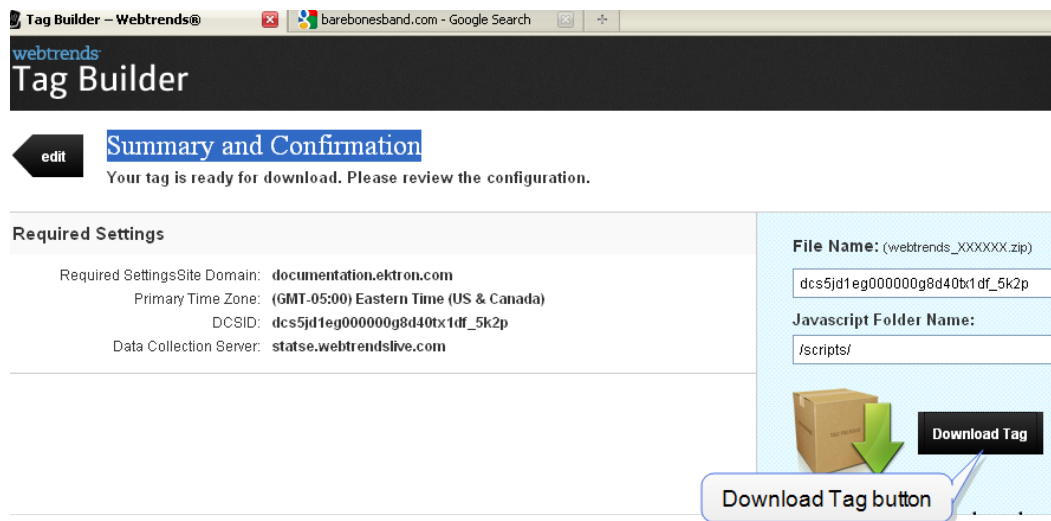 Tag Builder – Webtrends®
barebonesband.com - Google Search
webtrends
Tag Builder
edit
Summary and Confirmation
Your tag is ready for download. Please review the configuration.
Required Settings
Required SettingsSite Domain: documentation.ektron.com
Primary Time Zone: (GMT-05:00) Eastern Time (US & Canada)
DCSID: dcs5jd1eg000000g8d40tx1df_5k2p
Data Collection Server: statse.webtrendslive.com
File Name: (webtrends_XXXXXX.zip)
dcs5jd1eg000000g8d40tx1df_5k2p
Javascript Folder Name:
/scripts/
Download Tag
Download Tag button